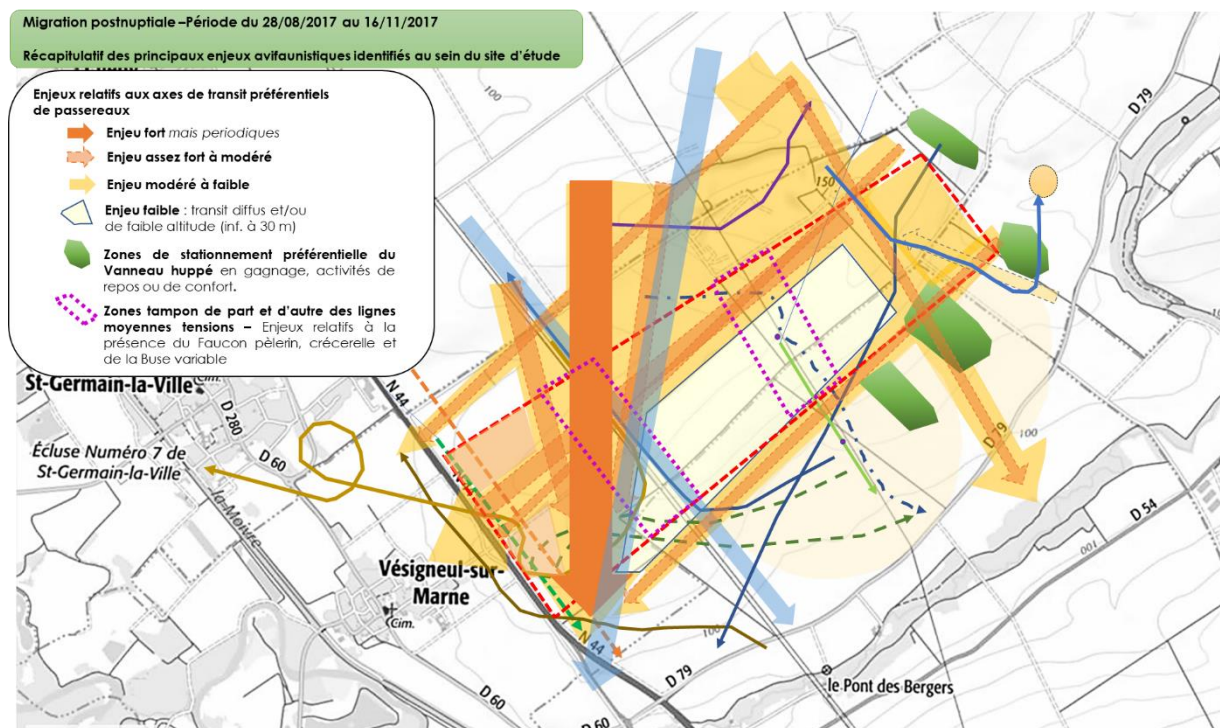 Migration postnuptiale –Période du 28/08/2017 au 16/11/2017
Récapitulatif des principaux enjeux avifaunistiques identifiés au sein du site d'étude
Enjeux relatifs aux axes de transit préférentiels
de passereaux
Enjeu fort mais periodiques
Enjeu assez fort à modéré
Enjeu modéré à faible
Enjeu faible : transit diffus et/ou
de faible altitude (inf. à 30 m)
Zones de stationnement préférentielle du
Vanneau huppé en gagnage, activités de
repos ou de confort.
Zones tampon de part et d'autre des lignes
moyennes tensions – Enjeux relatifs à la
présence du Faucon pèlerin, crécerelle et
de la Buse variable
100
100
D 79
150
St-Germain-la-Ville
Cim.
D 280
N 44
Écluse Numéro 7 de
St-Germain-la-Ville
D 60
la-Moivre
D 79
100
D 54
001
Vésigneul-sur-
Marne
Cim.
N 44
100
D 79
D 60
D 60
le Pont des Bergers